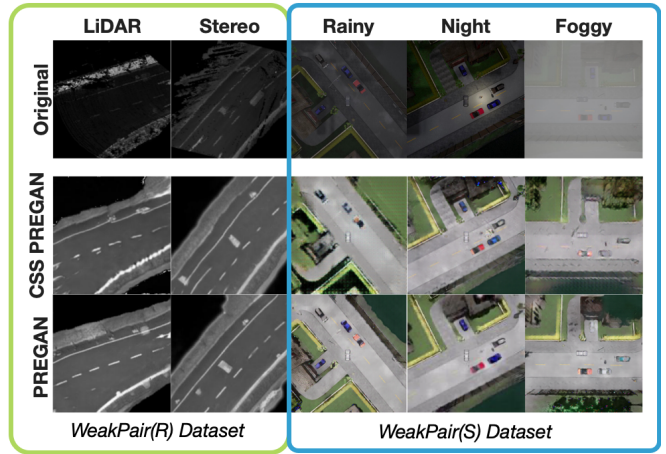 LiDAR Stereo Rainy Night Foggy
Original
CSS PREGAN
PREGAN
WeakPair(R) Dataset WeakPair(S) Dataset